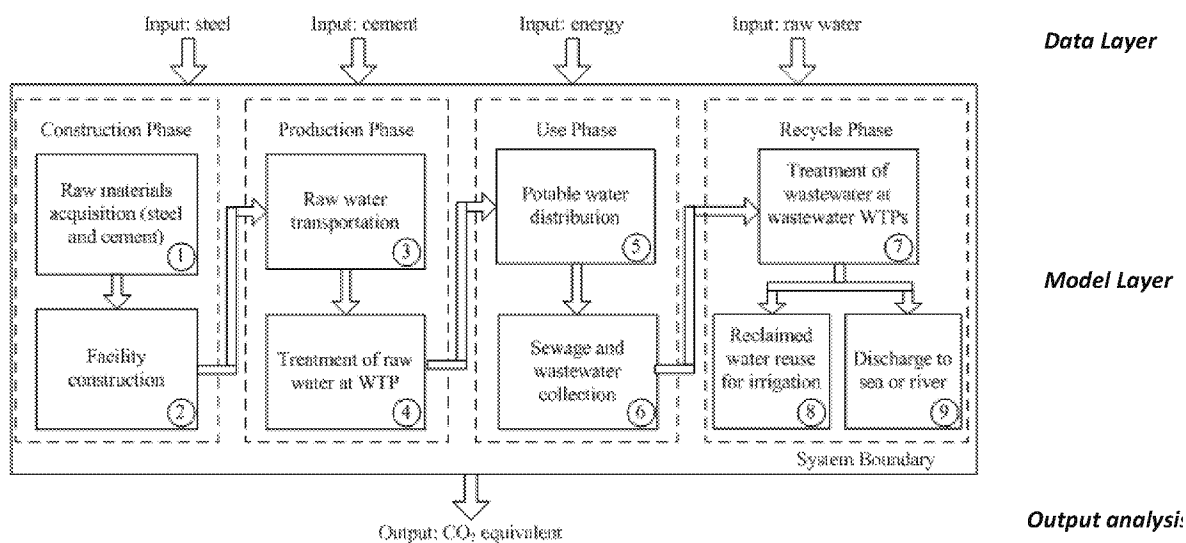 Input: steel
Input: cement
Input: energy
Input: raw water
Data Layer
Construction Phase
Raw materials
acquisition (steel
and cement)
1
Facility
construction
2
Production Phase
Raw water
transportation
3
Treatment of raw
water at WTP
4
Use Phase
Potable water
distribution
5
Sewage and
wastewater
collection
6
Recycle Phase
Treatment of
wastewater at
wastewater WTPs
7
Reclaimed
water reuse
for irrigation
8
Discharge to
sea or river
9
Model Layer
System Boundary
Output: CO₂ equivalent
Output analysis